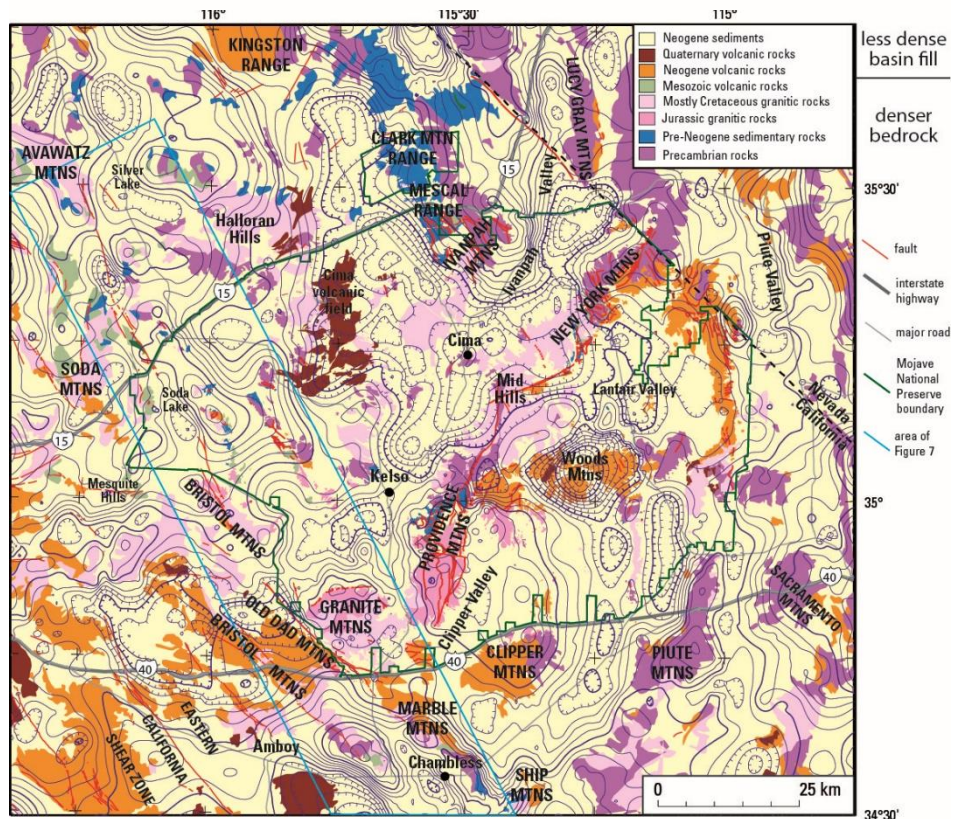 116°
115°30'
115°
KINGSTON
RANGE
LUCY GRAY MTNS
Neogene sediments
Quaternary volcanic rocks
Neogene volcanic rocks
Mesozoic volcanic rocks
Mostly Cretaceous granitic rocks
Jurassic granitic rocks
Pre-Neogene sedimentary rocks
Precambrian rocks
less dense
basin fill
denser
bedrock
AVAWATZ
MTNS
Silver
Lake
CLARK MTN
RANGE
MESCAL
RANGE
15
Valley
Ivanpah
IVANPAH
MTNS
35°30'
Halloran
Hills
15
Cima
volcanic
field
NEW YORK MTNS
Piute Valley
fault
interstate
highway
major road
Mojave
National
Preserve
boundary
area of
Figure 7
Cima
SODA
MTNS
Soda
Lake
15
Mid
Hills
Lanfair Valley
Nevada
California
Mesquite
Hills
BRISTOL MTNS
Kelso
Woods
Mtns
35°
PROVIDENCE
MTNS
GRANITE
MTNS
Clipper Valley
OLD DAD MTNS
BRISTOL MTNS
40
40
CLIPPER
MTNS
PIUTE
MTNS
SACRAMENTO
MTNS
40
EASTERN
CALIFORNIA
SHEAR ZONE
Amboy
MARBLE
MTNS
Chambless
SHIP
MTNS
0
25 km
34°30'